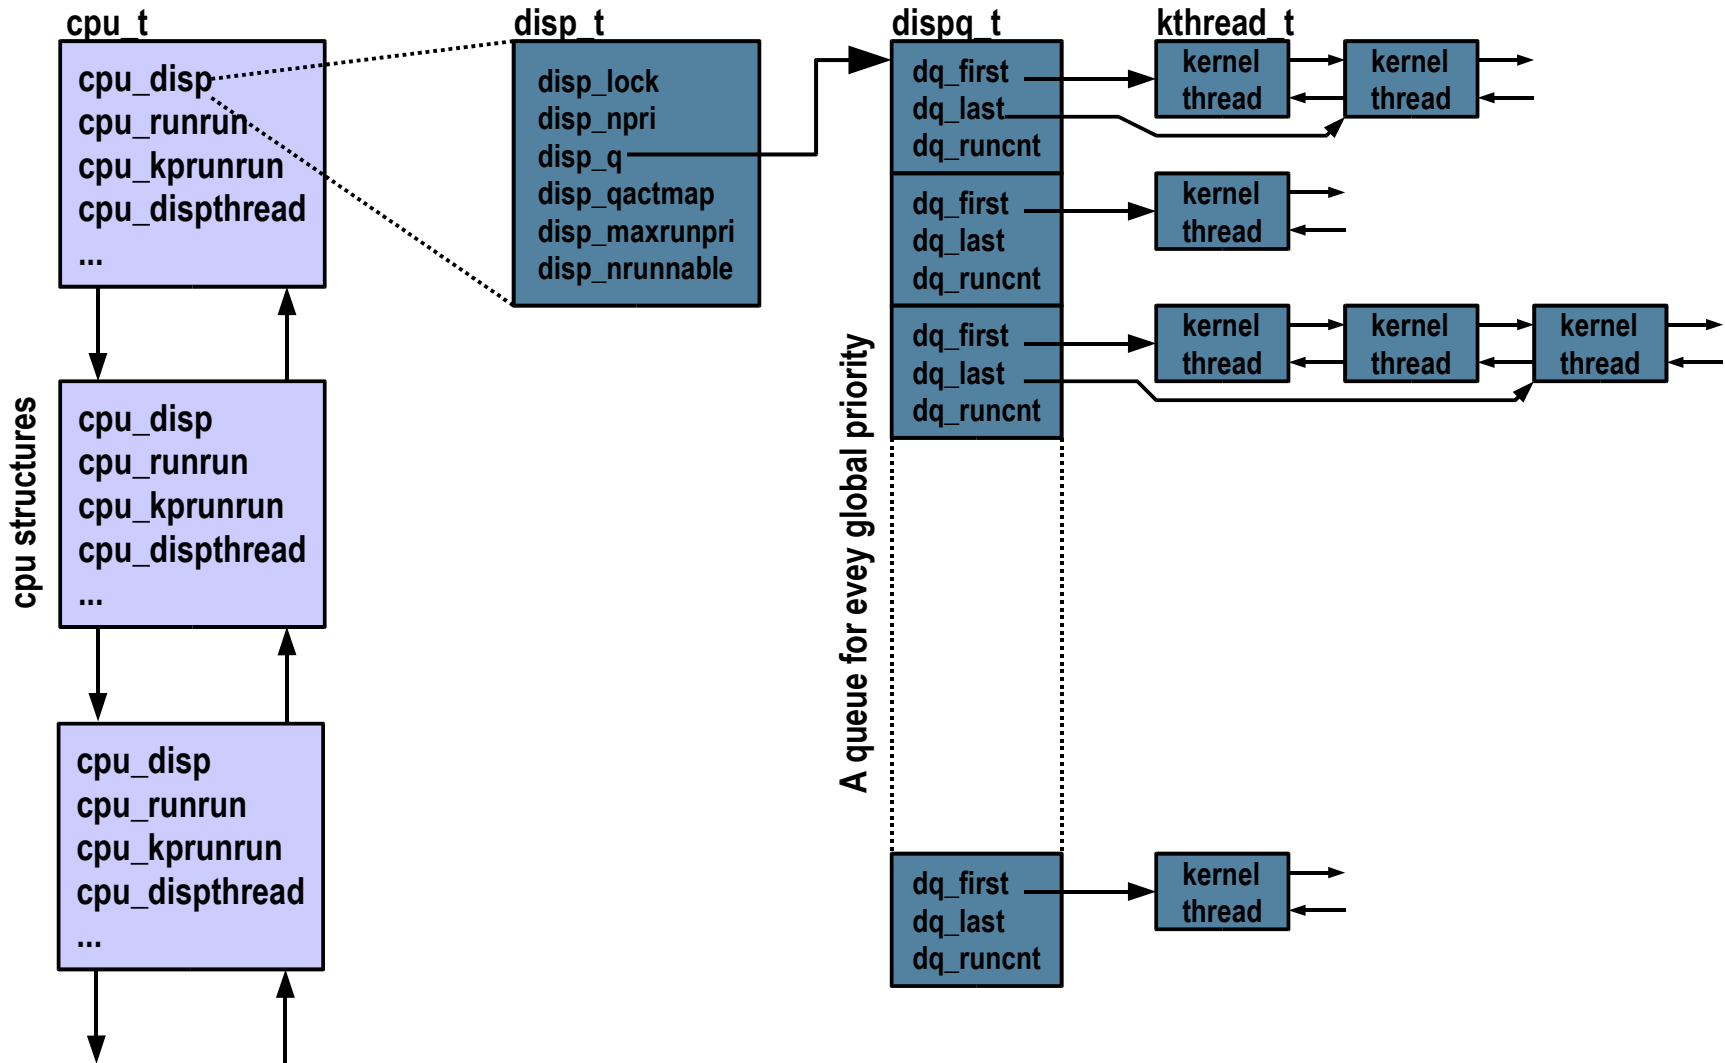 cpu_t
cpu_disp
cpu_runrun
cpu_kprunrun
cpu_dispthread
...
cpu_disp
cpu_runrun
cpu_kprunrun
cpu_dispthread
...
cpu_disp
cpu_runrun
cpu_kprunrun
cpu_dispthread
...
cpu structures
disp_t
disp_lock
disp_npri
disp_q
disp_qactmap
disp_maxrunpri
disp_nrunnable
dispq_t
dq_first
dq_last
dq_runcnt
dq_first
dq_last
dq_runcnt
dq_first
dq_last
dq_runcnt
dq_first
dq_last
dq_runcnt
A queue for evey global priority
kthread_t
kernel
thread
kernel
thread
kernel
thread
kernel
thread
kernel
thread
kernel
thread
kernel
thread